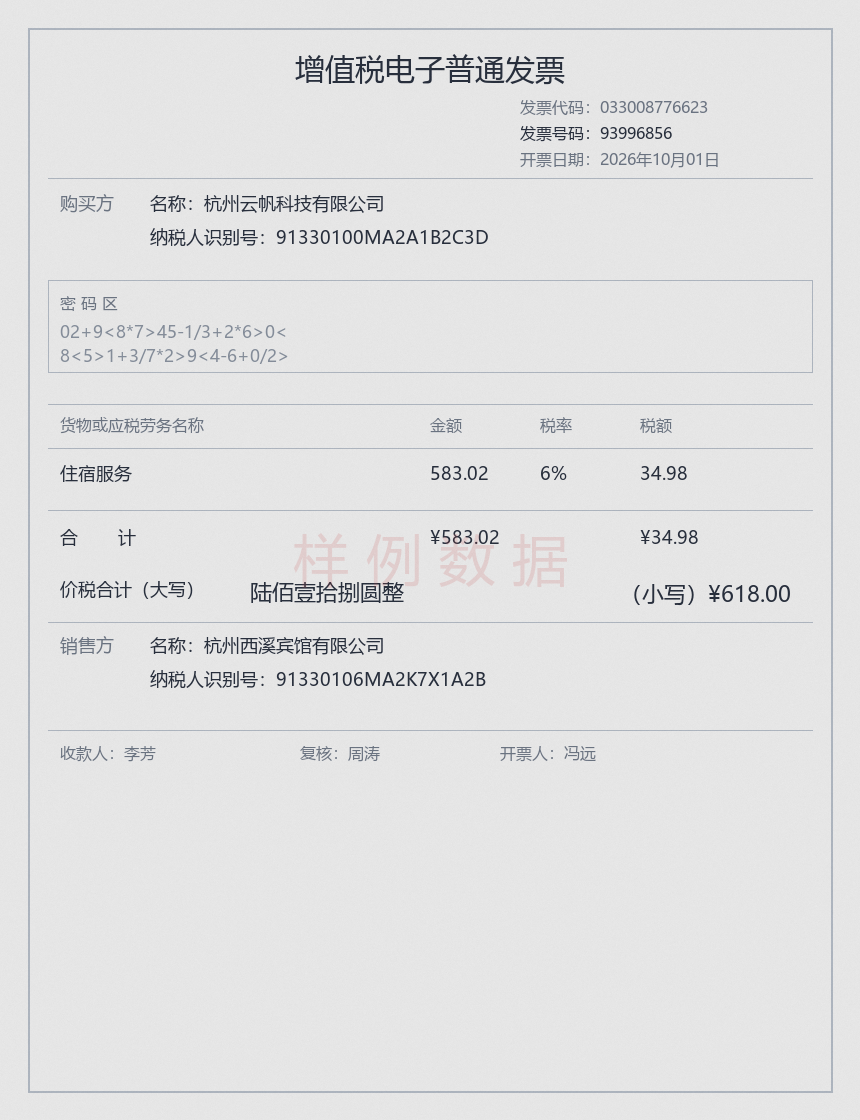 增值税电子普通发票
发票代码：033008776623
发票号码：93996856
开票日期：2026年10月01日
购买方 名称：杭州云帆科技有限公司
纳税人识别号：91330100MA2A1B2C3D
密 码 区
02+9<8*7>45-1/3+2*6>0<
8<5>1+3/7*2>9<4-6+0/2>
货物或应税劳务名称 金额 税率 税额
住宿服务 583.02 6% 34.98
合 计 ¥583.02 ¥34.98
样例数据
价税合计（大写） 陆佰壹拾捌圆整 （小写）¥618.00
销售方 名称：杭州西溪宾馆有限公司
纳税人识别号：91330106MA2K7X1A2B
收款人：李芳 复核：周涛 开票人：冯远